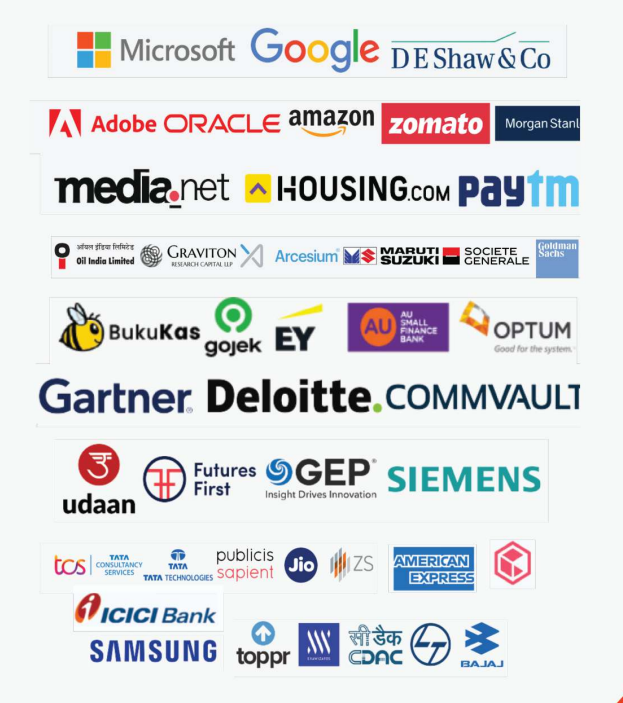 Microsoft Google DE Shaw & Co
Adobe ORACLE amazon zomato Morgan Stanl
media.net HOUSING.COM paytm
ऑयल इंडिया लिमिटेड
Oil India Limited GRAVITON RESEARCH CAPITAL LLP Arcesium MARUTI SUZUKI SOCIETE GENERALE Goldman Sachs
BukuKas gojek EY AU AU SMALL FINANCE BANK OPTUM Good for the system.
Gartner Deloitte. COMMVAULT
उ
udaan Futures First GEP Insight Drives Innovation SIEMENS
tcs TATA CONSULTANCY SERVICES TATA TATA TECHNOLOGIES publicis sapient Jio ZS AMERICAN EXPRESS
ICICI Bank
SAMSUNG toppr सी डैक CDAC BAJAJ